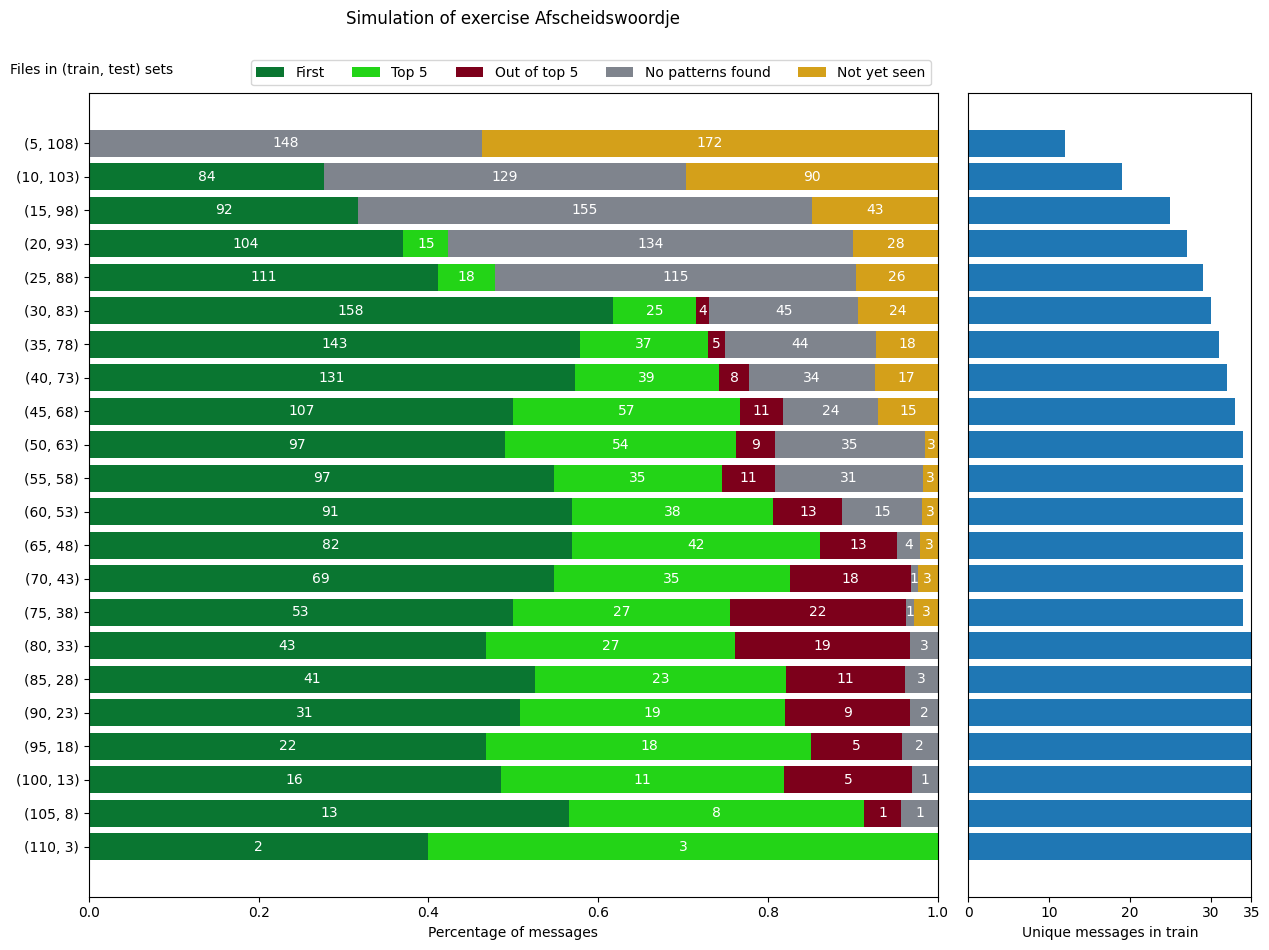 Simulation of exercise Afscheidswoordje
Files in (train, test) sets
First Top 5 Out of top 5 No patterns found Not yet seen
(5, 108) 148 172
(10, 103) 84 129 90
(15, 98) 92 155 43
(20, 93) 104 15 134 28
(25, 88) 111 18 115 26
(30, 83) 158 25 4 45 24
(35, 78) 143 37 5 44 18
(40, 73) 131 39 8 34 17
(45, 68) 107 57 11 24 15
(50, 63) 97 54 9 35 3
(55, 58) 97 35 11 31 3
(60, 53) 91 38 13 15 3
(65, 48) 82 42 13 4 3
(70, 43) 69 35 18 1 3
(75, 38) 53 27 22 1 3
(80, 33) 43 27 19 3
(85, 28) 41 23 11 3
(90, 23) 31 19 9 2
(95, 18) 22 18 5 2
(100, 13) 16 11 5 1
(105, 8) 13 8 1 1
(110, 3) 2 3
0.0 0.2 0.4 0.6 0.8 1.0
Percentage of messages
0 10 20 30 35
Unique messages in train